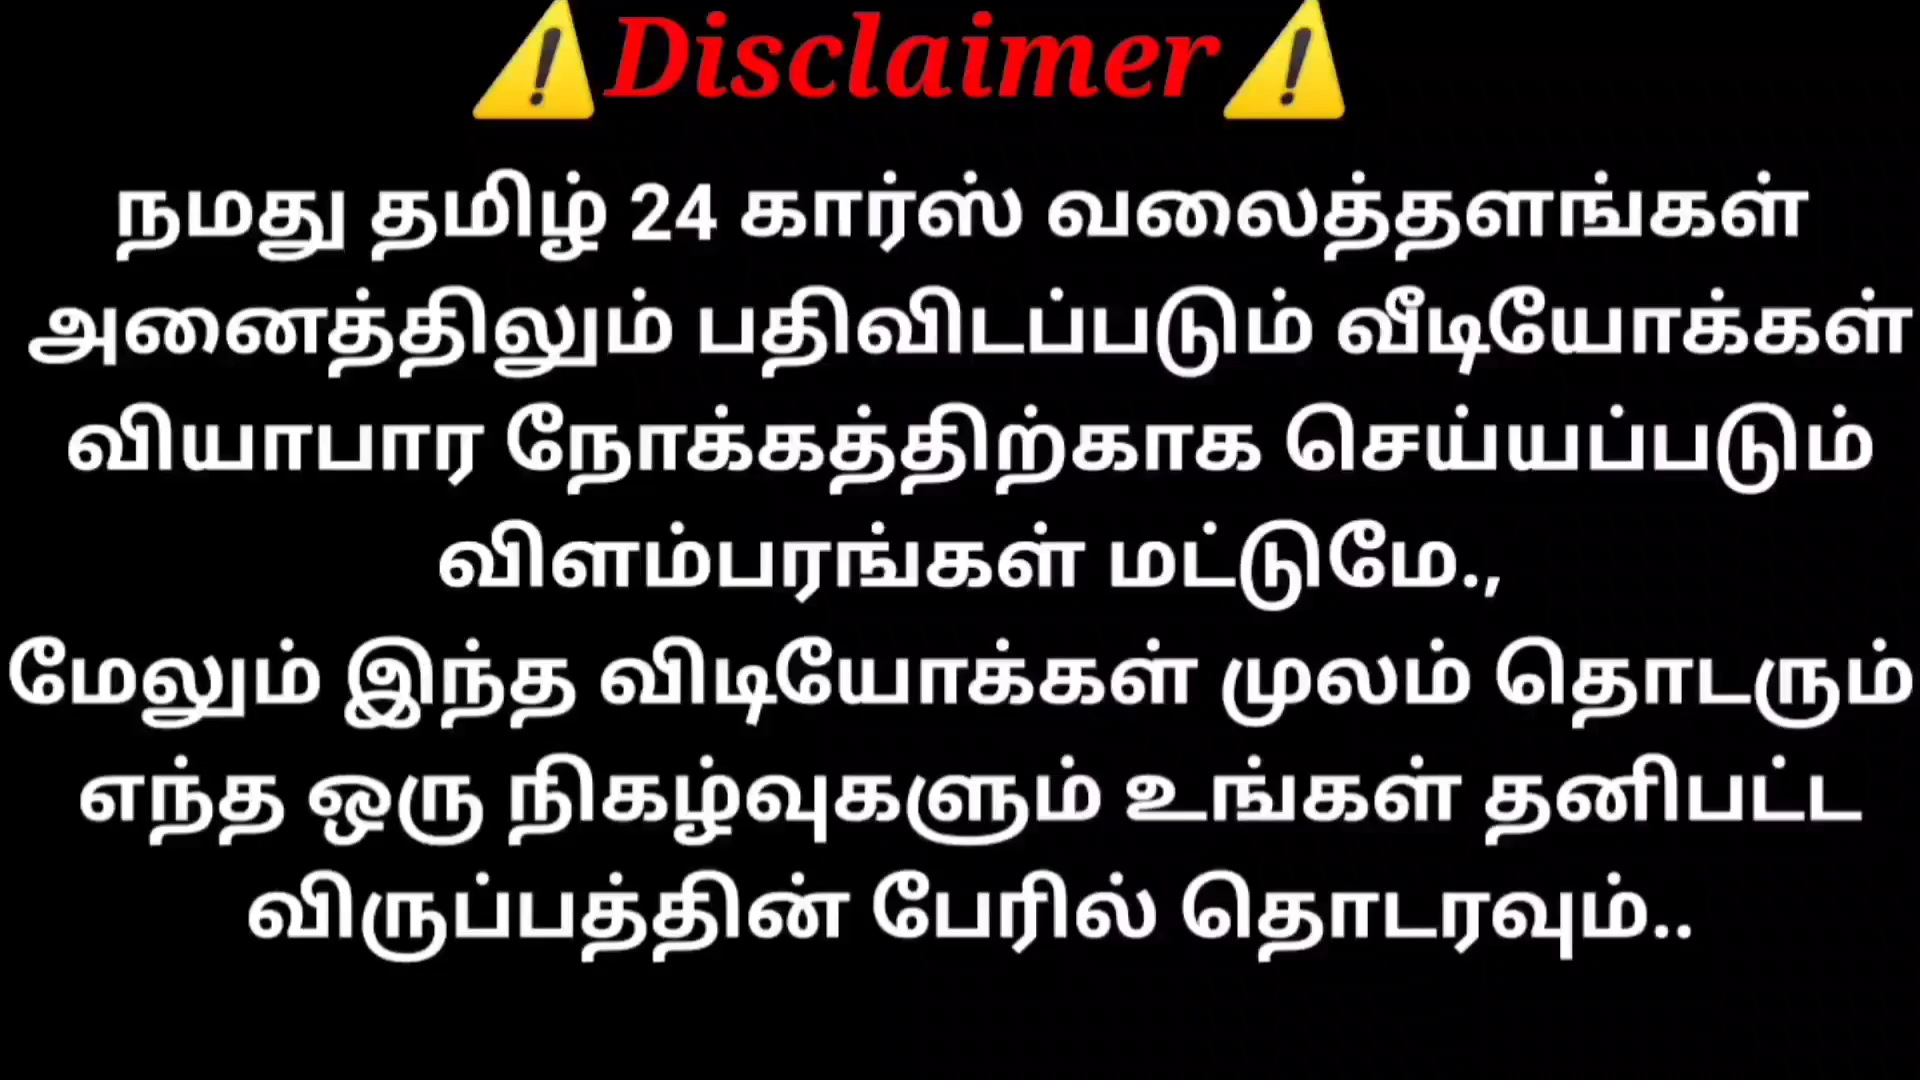 ⚠️Disclaimer⚠️
நமது தமிழ் 24 கார்ஸ் வலைத்தளங்கள்
அனைத்திலும் பதிவிடப்படும் வீடியோக்கள்
வியாபார நோக்கத்திற்காக செய்யப்படும்
விளம்பரங்கள் மட்டுமே.,
மேலும் இந்த விடியோக்கள் முலம் தொடரும்
எந்த ஒரு நிகழ்வுகளும் உங்கள் தனிபட்ட
விருப்பத்தின் பேரில் தொடரவும்..